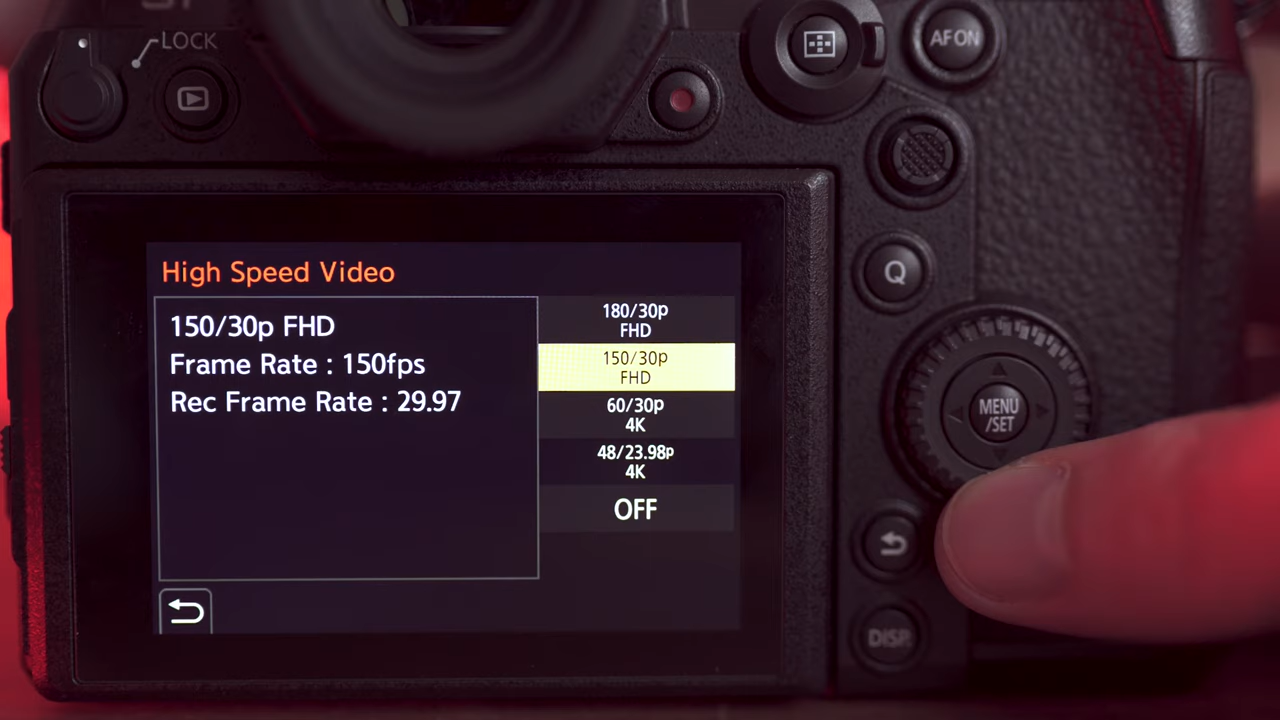 LOCK
AF ON
Q
MENU
/SET
DISP.
High Speed Video
150/30p FHD
Frame Rate : 150fps
Rec Frame Rate : 29.97
180/30p
FHD
150/30p
FHD
60/30p
4K
48/23.98p
4K
OFF